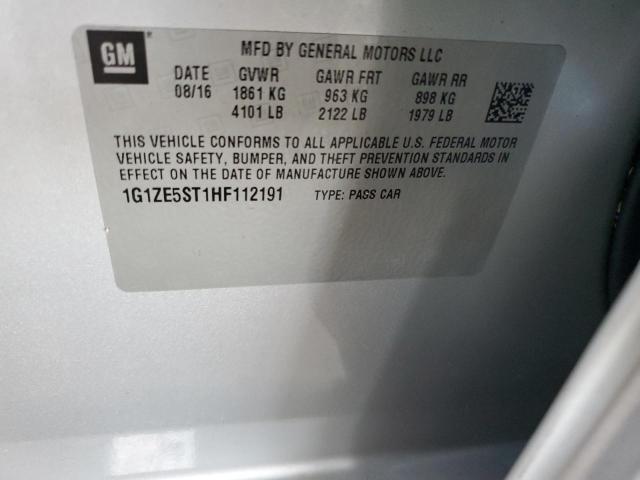 GM
MFD BY GENERAL MOTORS LLC
DATE GVWR GAWR FRT GAWR RR
08/16 1861 KG 963 KG 898 KG
4101 LB 2122 LB 1979 LB
THIS VEHICLE CONFORMS TO ALL APPLICABLE U.S. FEDERAL MOTOR
VEHICLE SAFETY, BUMPER, AND THEFT PREVENTION STANDARDS IN
EFFECT ON THE DATE OF MANUFACTURE SHOWN ABOVE.
1G1ZE5ST1HF112191 TYPE: PASS CAR